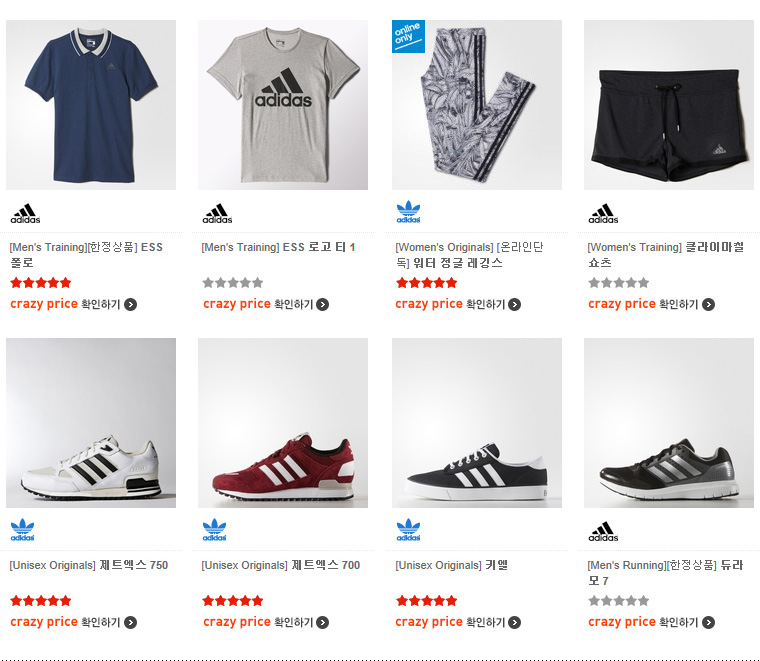 online
only
adidas
adidas
adidas
adidas
adidas
[Men's Training][한정상품] ESS
폴로
[Men's Training] ESS 로고 티 1
[Women's Originals] [온라인단
독] 워터 정글 레깅스
[Women's Training] 클라이마칠
쇼츠
crazy price 확인하기
crazy price 확인하기
crazy price 확인하기
crazy price 확인하기
adidas
adidas
adidas
adidas
[Unisex Originals] 제트엑스 750
[Unisex Originals] 제트엑스 700
[Unisex Originals] 키엘
[Men's Running][한정상품] 듀라
모 7
crazy price 확인하기
crazy price 확인하기
crazy price 확인하기
crazy price 확인하기